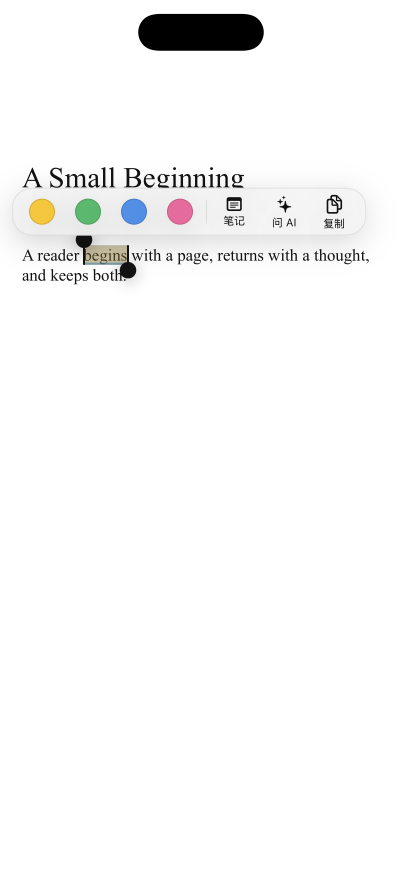 A Small Beginning
笔记
问 AI
复制
A reader begins with a page, returns with a thought,
and keeps both.